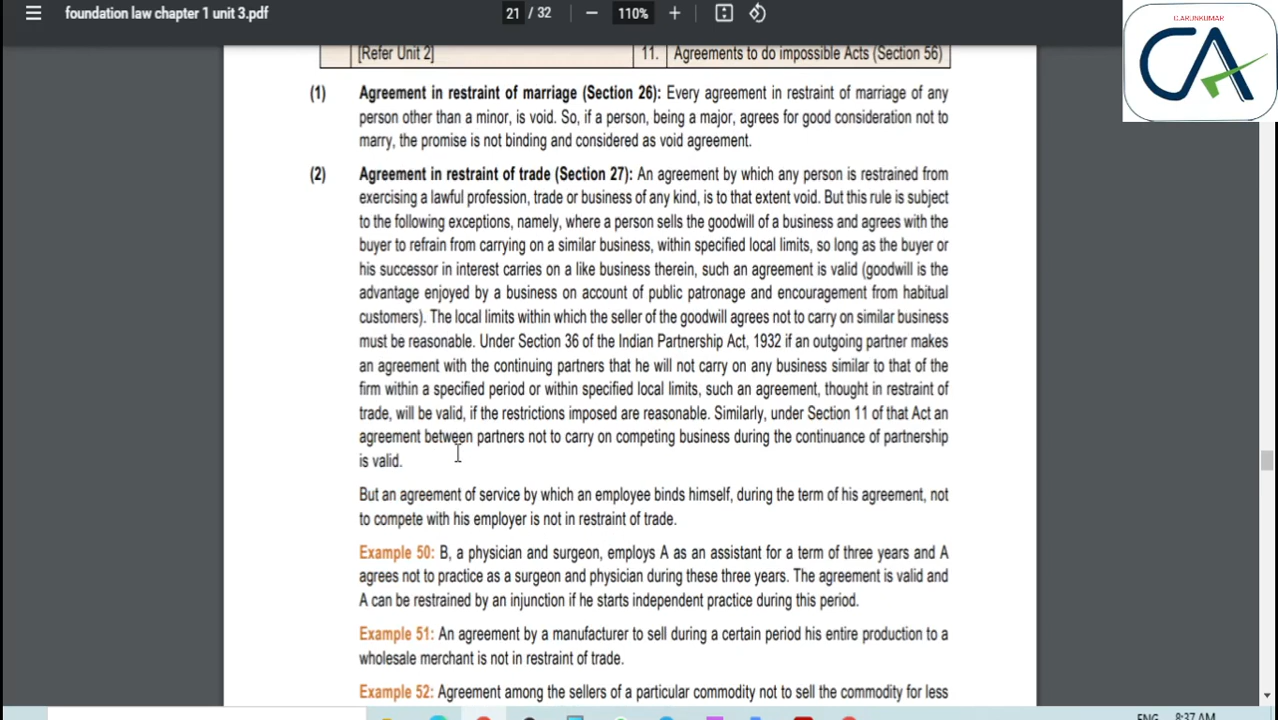 foundation law chapter 1 unit 3.pdf
21 / 32
110%
C.ARUNKUMAR
CA
[Refer Unit 2]
11. Agreements to do impossible Acts (Section 56)
(1) Agreement in restraint of marriage (Section 26): Every agreement in restraint of marriage of any
person other than a minor, is void. So, if a person, being a major, agrees for good consideration not to
marry, the promise is not binding and considered as void agreement.
(2) Agreement in restraint of trade (Section 27): An agreement by which any person is restrained from
exercising a lawful profession, trade or business of any kind, is to that extent void. But this rule is subject
to the following exceptions, namely, where a person sells the goodwill of a business and agrees with the
buyer to refrain from carrying on a similar business, within specified local limits, so long as the buyer or
his successor in interest carries on a like business therein, such an agreement is valid (goodwill is the
advantage enjoyed by a business on account of public patronage and encouragement from habitual
customers). The local limits within which the seller of the goodwill agrees not to carry on similar business
must be reasonable. Under Section 36 of the Indian Partnership Act, 1932 if an outgoing partner makes
an agreement with the continuing partners that he will not carry on any business similar to that of the
firm within a specified period or within specified local limits, such an agreement, thought in restraint of
trade, will be valid, if the restrictions imposed are reasonable. Similarly, under Section 11 of that Act an
agreement between partners not to carry on competing business during the continuance of partnership
is valid.
But an agreement of service by which an employee binds himself, during the term of his agreement, not
to compete with his employer is not in restraint of trade.
Example 50: B, a physician and surgeon, employs A as an assistant for a term of three years and A
agrees not to practice as a surgeon and physician during these three years. The agreement is valid and
A can be restrained by an injunction if he starts independent practice during this period.
Example 51: An agreement by a manufacturer to sell during a certain period his entire production to a
wholesale merchant is not in restraint of trade.
Example 52: Agreement among the sellers of a particular commodity not to sell the commodity for less
ENG 8:37 AM